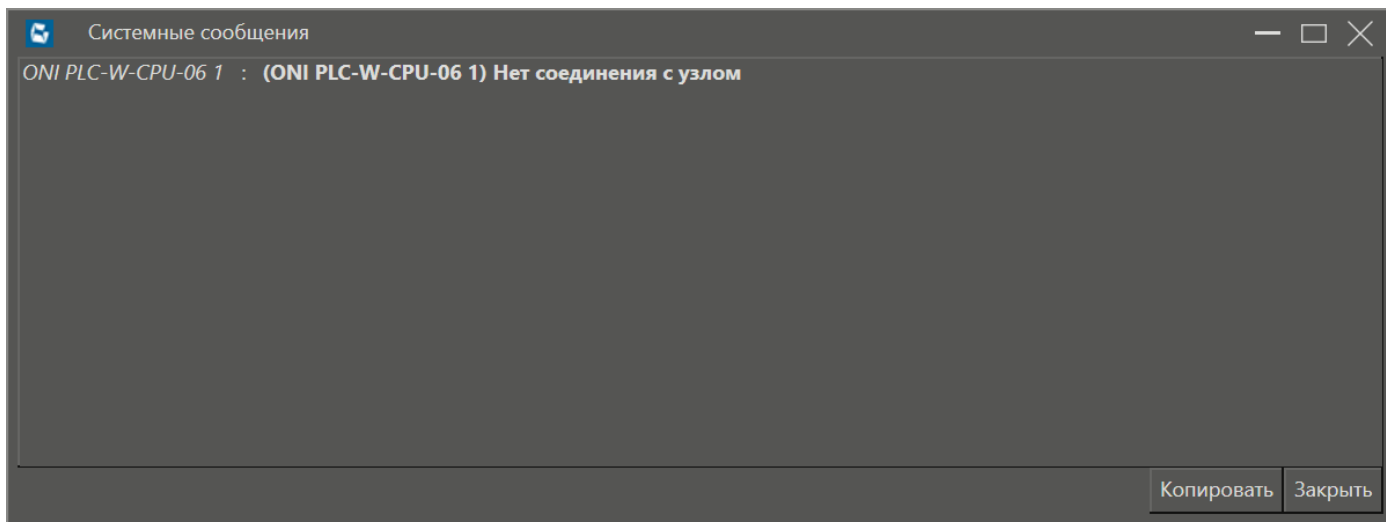 Системные сообщения
ONI PLC-W-CPU-06 1 : (ONI PLC-W-CPU-06 1) Нет соединения с узлом
Копировать Закрыть